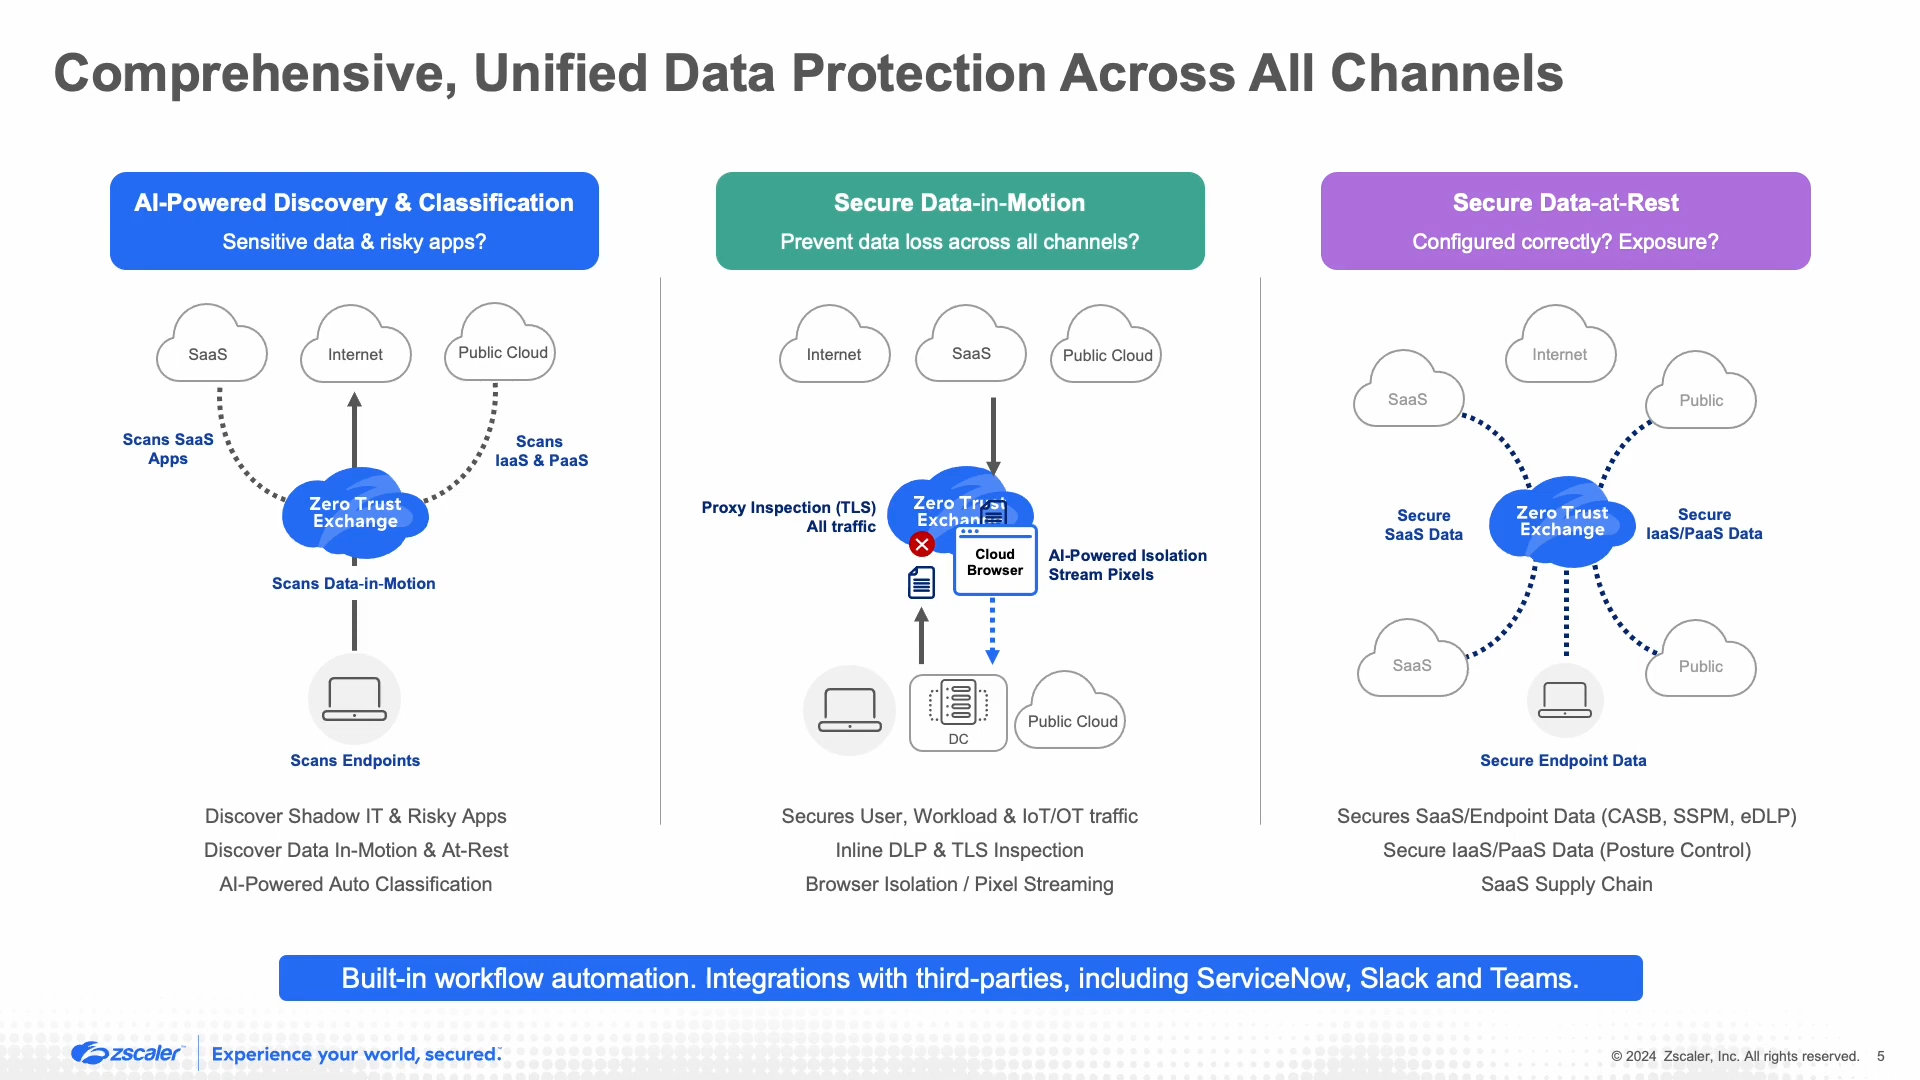 Comprehensive, Unified Data Protection Across All Channels
AI-Powered Discovery & Classification
Sensitive data & risky apps?
SaaS
Internet
Public Cloud
Scans SaaS
Apps
Scans
IaaS & PaaS
Zero Trust
Exchange
Scans Data-in-Motion
Scans Endpoints
Discover Shadow IT & Risky Apps
Discover Data In-Motion & At-Rest
AI-Powered Auto Classification
Secure Data-in-Motion
Prevent data loss across all channels?
Internet
SaaS
Public Cloud
Proxy Inspection (TLS)
All traffic
Zero Trust
Exchange
Cloud
Browser
AI-Powered Isolation
Stream Pixels
DC
Public Cloud
Secures User, Workload & IoT/OT traffic
Inline DLP & TLS Inspection
Browser Isolation / Pixel Streaming
Secure Data-at-Rest
Configured correctly? Exposure?
Internet
SaaS
Public
Secure
SaaS Data
Zero Trust
Exchange
Secure
IaaS/PaaS Data
SaaS
Public
Secure Endpoint Data
Secures SaaS/Endpoint Data (CASB, SSPM, eDLP)
Secure IaaS/PaaS Data (Posture Control)
SaaS Supply Chain
Built-in workflow automation. Integrations with third-parties, including ServiceNow, Slack and Teams.
zscaler™ Experience your world, secured.™
© 2024 Zscaler, Inc. All rights reserved. 5